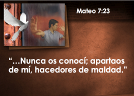 Mateo 7:23
“…Nunca os conocí; apartaos
de mí, hacedores de maldad.”